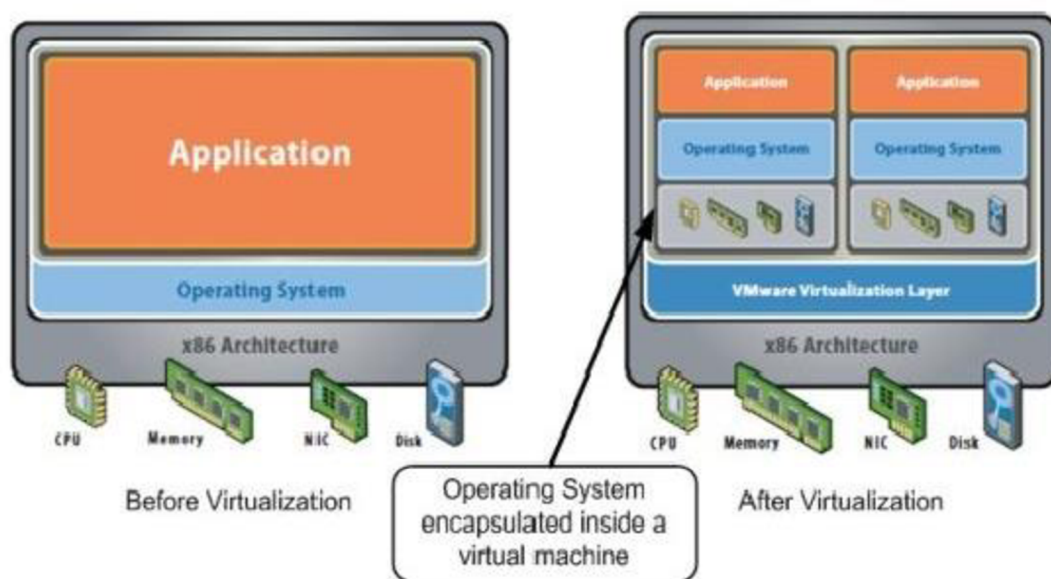 Application
Operating System
x86 Architecture
CPU
Memory
NIC
Disk
Before Virtualization
Application
Application
Operating System
Operating System
VMware Virtualization Layer
x86 Architecture
CPU
Memory
NIC
Disk
After Virtualization
Operating System
encapsulated inside a
virtual machine